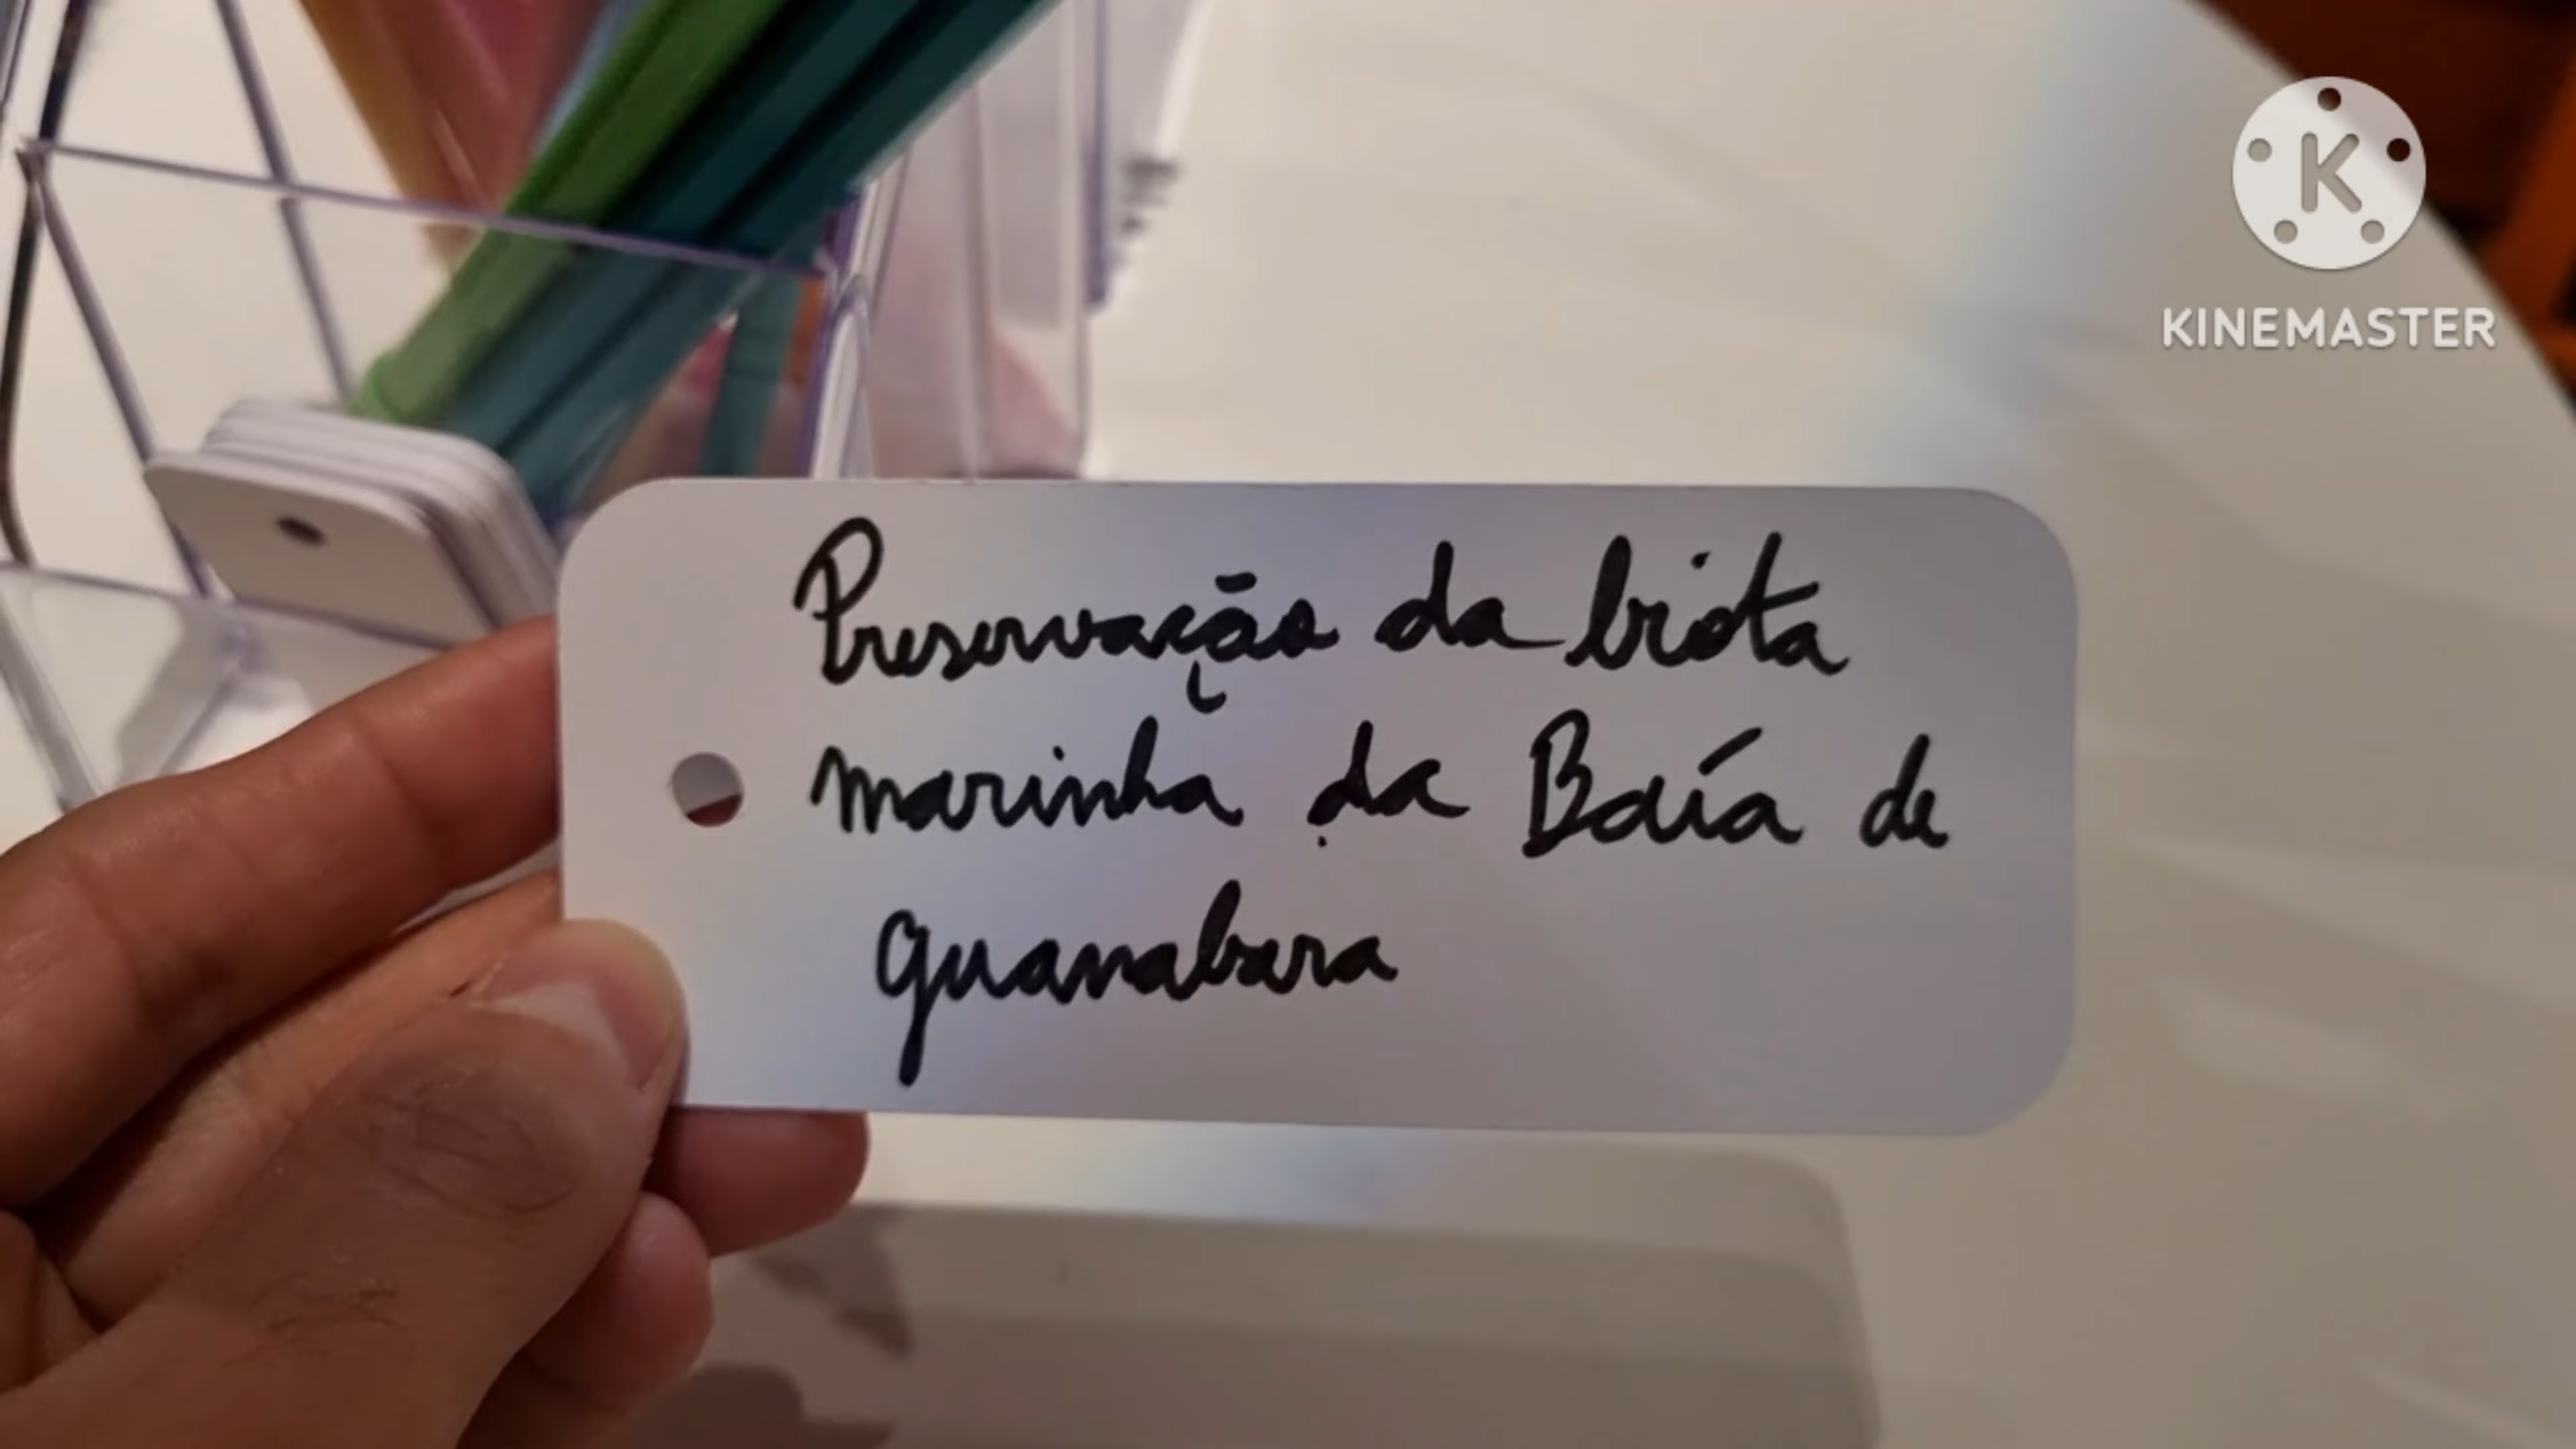 K
KINEMASTER
Preservação da biota
marinha da Baía de
guanabara